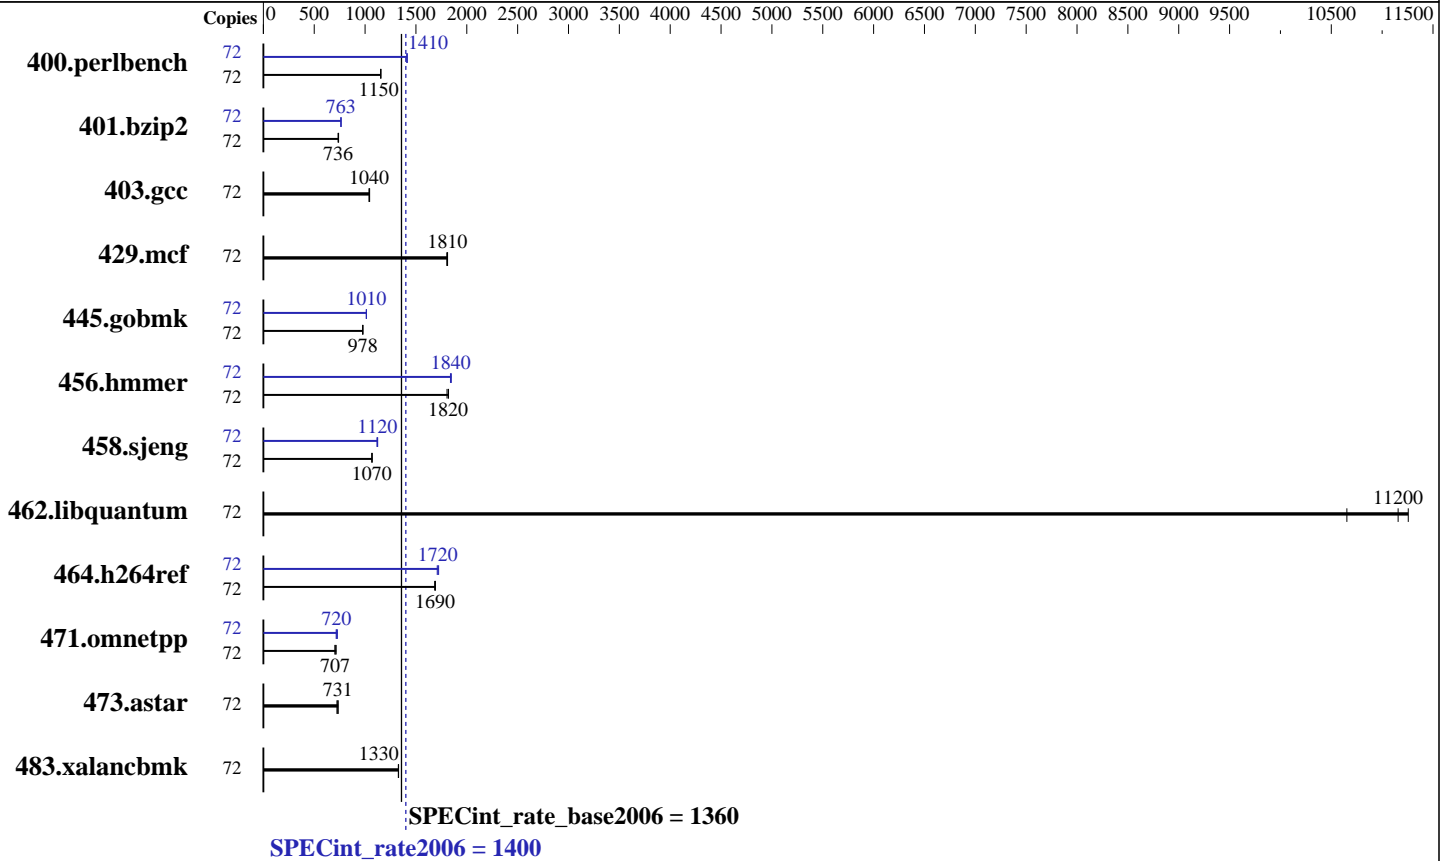 Copies 0 500 1000 1500 2000 2500 3000 3500 4000 4500 5000 5500 6000 6500 7000 7500 8000 8500 9000 9500 10500 11500
400.perlbench 72 1410
72 1150
401.bzip2 72 763
72 736
403.gcc 72 1040
429.mcf 72 1810
445.gobmk 72 1010
72 978
456.hmmer 72 1840
72 1820
458.sjeng 72 1120
72 1070
462.libquantum 72 11200
464.h264ref 72 1720
72 1690
471.omnetpp 72 720
72 707
473.astar 72 731
483.xalancbmk 72 1330
SPECint_rate_base2006 = 1360
SPECint_rate2006 = 1400